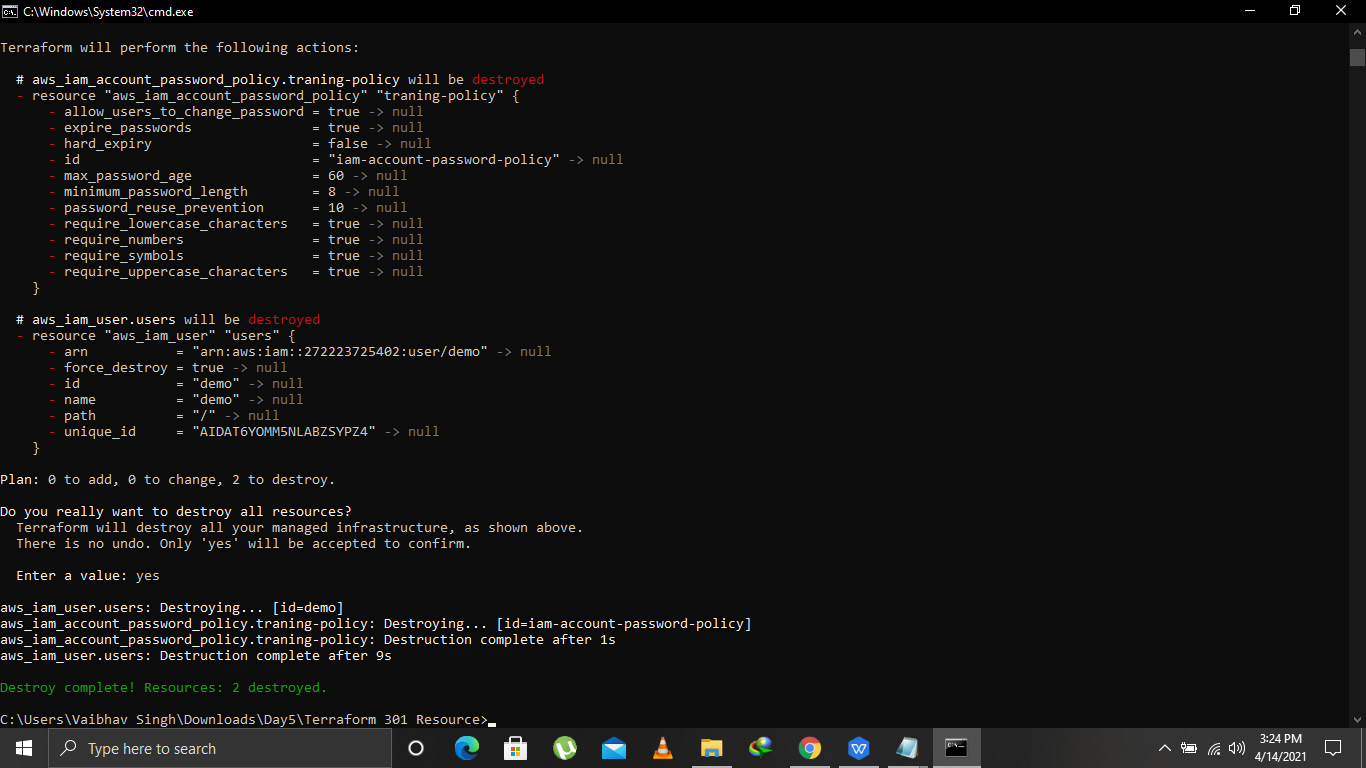 C:\Windows\System32\cmd.exe
Terraform will perform the following actions:
  # aws_iam_account_password_policy.traning-policy will be destroyed
  - resource "aws_iam_account_password_policy" "traning-policy" {
      - allow_users_to_change_password = true -> null
      - expire_passwords               = true -> null
      - hard_expiry                    = false -> null
      - id                             = "iam-account-password-policy" -> null
      - max_password_age               = 60 -> null
      - minimum_password_length        = 8 -> null
      - password_reuse_prevention      = 10 -> null
      - require_lowercase_characters   = true -> null
      - require_numbers                = true -> null
      - require_symbols                = true -> null
      - require_uppercase_characters   = true -> null
    }
  # aws_iam_user.users will be destroyed
  - resource "aws_iam_user" "users" {
      - arn           = "arn:aws:iam::272223725402:user/demo" -> null
      - force_destroy = true -> null
      - id            = "demo" -> null
      - name          = "demo" -> null
      - path          = "/" -> null
      - unique_id     = "AIDAT6YOMM5NLABZSYPZ4" -> null
    }
Plan: 0 to add, 0 to change, 2 to destroy.
Do you really want to destroy all resources?
  Terraform will destroy all your managed infrastructure, as shown above.
  There is no undo. Only 'yes' will be accepted to confirm.
  Enter a value: yes
aws_iam_user.users: Destroying... [id=demo]
aws_iam_account_password_policy.traning-policy: Destroying... [id=iam-account-password-policy]
aws_iam_account_password_policy.traning-policy: Destruction complete after 1s
aws_iam_user.users: Destruction complete after 9s
Destroy complete! Resources: 2 destroyed.
C:\Users\Vaibhav Singh\Downloads\Day5\Terraform 301 Resource>
Type here to search
3:24 PM
4/14/2021